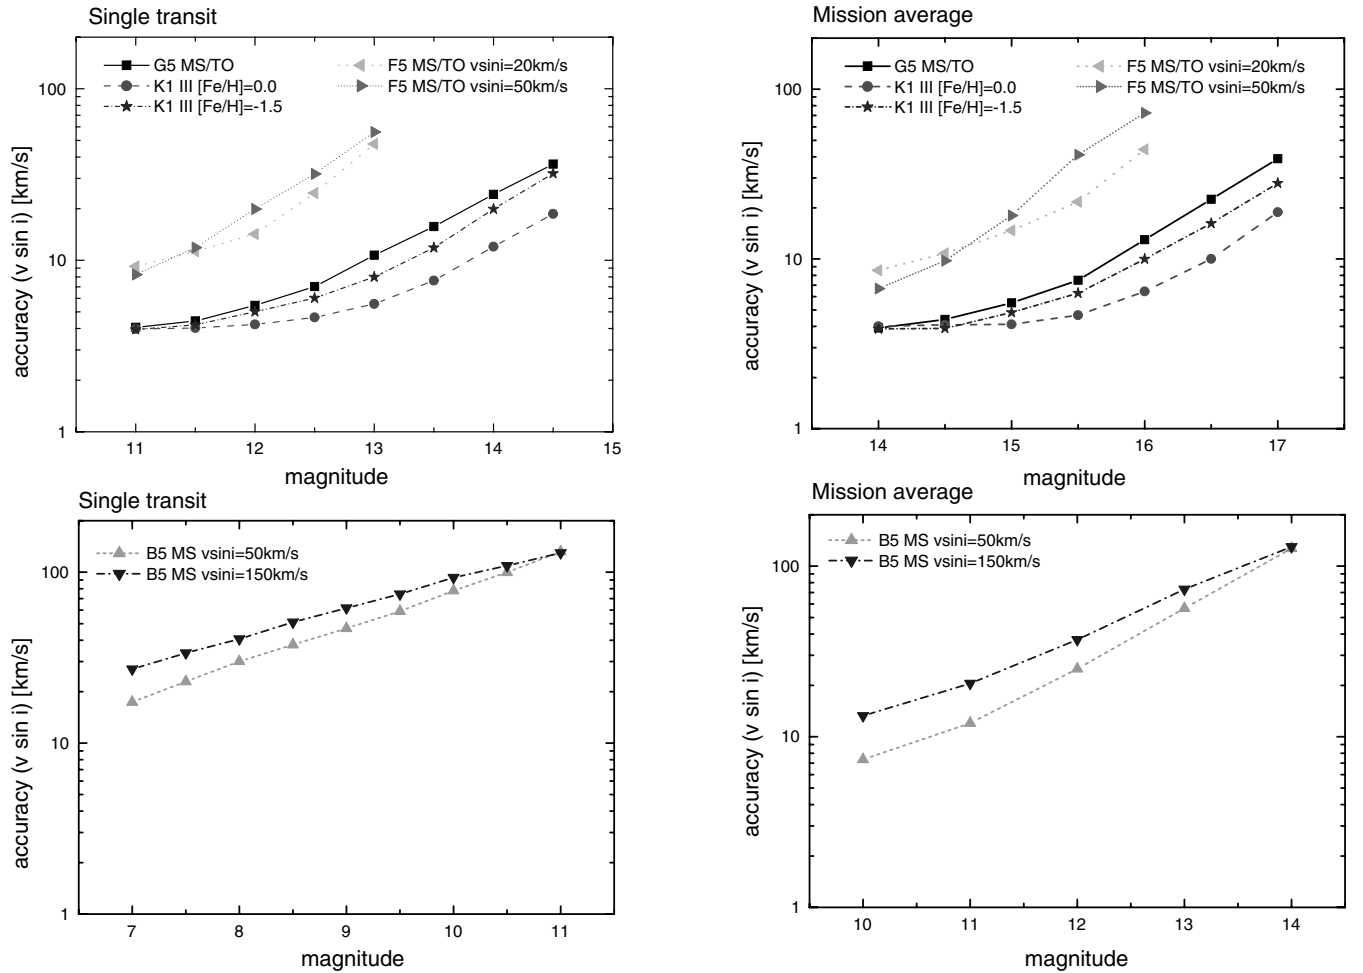 Single transit
G5 MS/TO
K1 III [Fe/H]=0.0
K1 III [Fe/H]=-1.5
F5 MS/TO vsini=20km/s
F5 MS/TO vsini=50km/s
100
10
1
accuracy (v sin i) [km/s]
11 12 13 14 15
magnitude
Mission average
G5 MS/TO
K1 III [Fe/H]=0.0
K1 III [Fe/H]=-1.5
F5 MS/TO vsini=20km/s
F5 MS/TO vsini=50km/s
100
10
1
accuracy (v sin i) [km/s]
14 15 16 17
magnitude
Single transit
B5 MS vsini=50km/s
B5 MS vsini=150km/s
100
10
1
accuracy (v sin i) [km/s]
7 8 9 10 11
magnitude
Mission average
B5 MS vsini=50km/s
B5 MS vsini=150km/s
100
10
1
accuracy (v sin i) [km/s]
10 11 12 13 14
magnitude